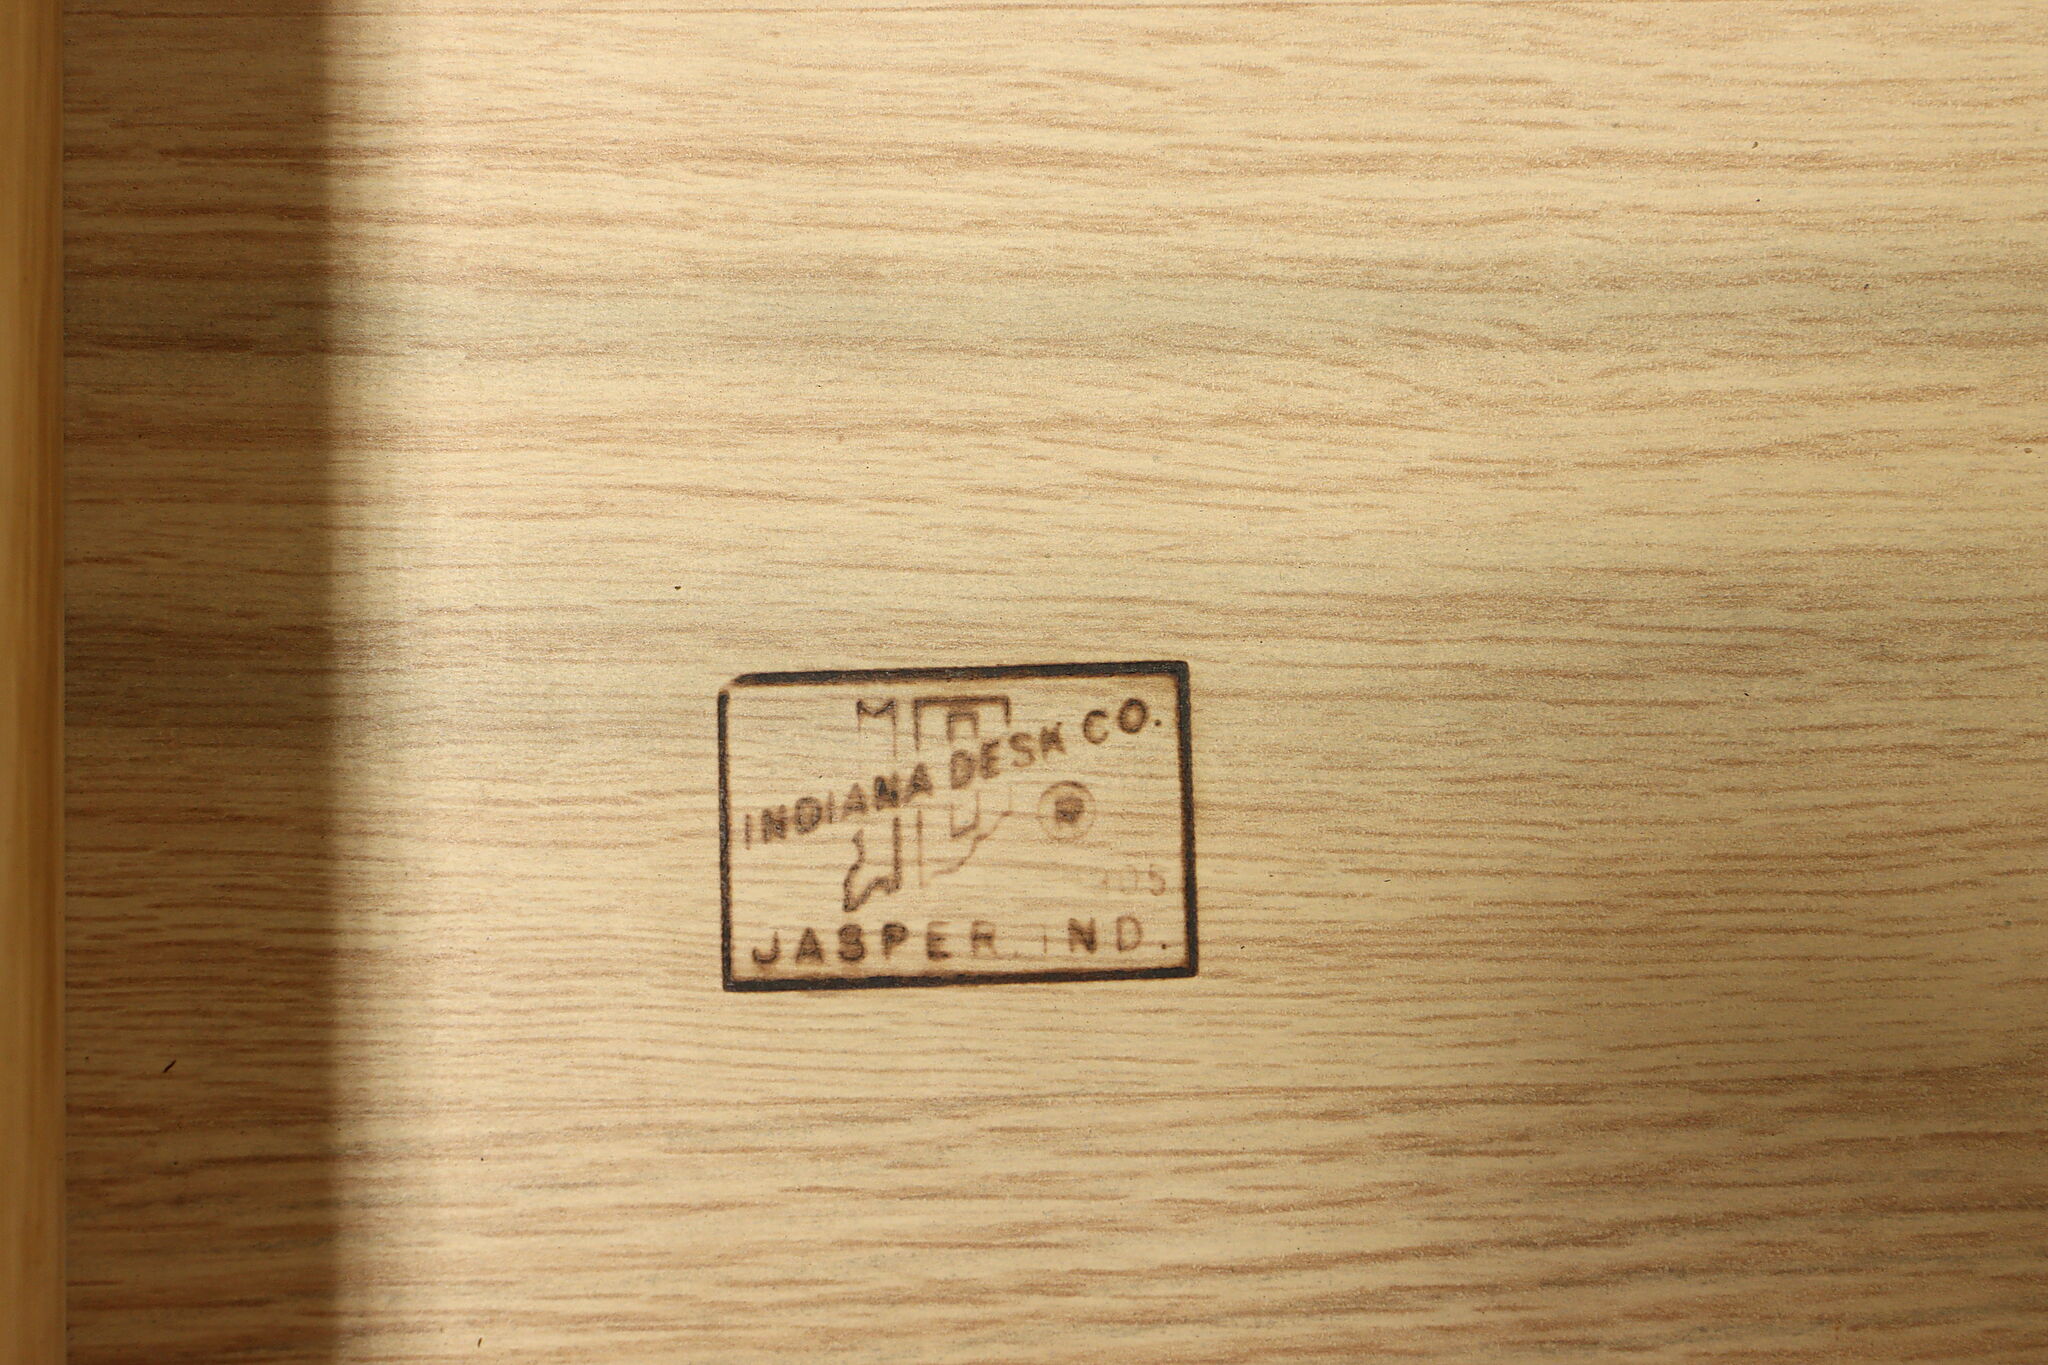 INDIANA DESK CO.
JASPER, IND.